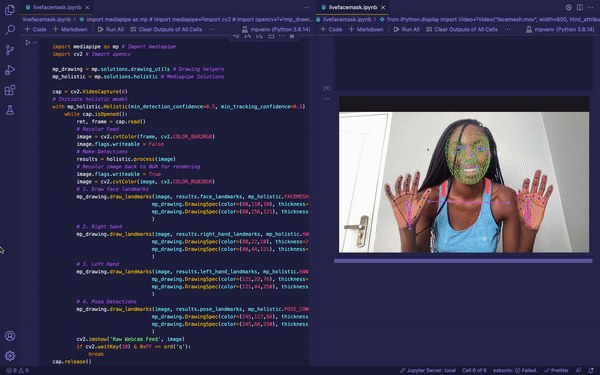 livefacemask.ipynb
livefacemask.ipynb
livefacemask.ipynb > import mediapipe as mp # Import mediapipe
livefacemask.ipynb > from IPython.display import Video
+ Code + Markdown | Run All Clear Outputs of All Cells ··· mpvenv (Python 3.8.14)
+ Code + Markdown | Run All Clear Outputs of All Cells ··· mpvenv (Python 3.8.14)
import mediapipe as mp # Import mediapipe
import cv2 # Import opencv
mp_drawing = mp.solutions.drawing_utils # Drawing Helpers
mp_holistic = mp.solutions.holistic # Mediapipe Solutions
cap = cv2.VideoCapture(0)
# Initiate holistic model
with mp_holistic.Holistic(min_detection_confidence=0.5, min_tracking_confidence=0.5)
while cap.isOpened():
ret, frame = cap.read()
# Recolor Feed
image = cv2.cvtColor(frame, cv2.COLOR_BGR2RGB)
image.flags.writeable = False
# Make Detections
results = holistic.process(image)
# Recolor image back to BGR for rendering
image.flags.writeable = True
image = cv2.cvtColor(image, cv2.COLOR_RGB2BGR)
# 1. Draw face landmarks
mp_drawing.draw_landmarks(image, results.face_landmarks, mp_holistic.FACEMESH
mp_drawing.DrawingSpec(color=(80,110,10), thickness=
mp_drawing.DrawingSpec(color=(80,256,121), thickness
)
# 2. Right hand
mp_drawing.draw_landmarks(image, results.right_hand_landmarks, mp_holistic.HA
mp_drawing.DrawingSpec(color=(80,22,10), thickness=2
mp_drawing.DrawingSpec(color=(80,44,121), thickness=
)
# 3. Left Hand
mp_drawing.draw_landmarks(image, results.left_hand_landmarks, mp_holistic.HAN
mp_drawing.DrawingSpec(color=(121,22,76), thickness=
mp_drawing.DrawingSpec(color=(121,44,250), thickness
)
# 4. Pose Detections
mp_drawing.draw_landmarks(image, results.pose_landmarks, mp_holistic.POSE_CON
mp_drawing.DrawingSpec(color=(245,117,66), thickness
mp_drawing.DrawingSpec(color=(245,66,230), thickness
)
cv2.imshow('Raw Webcam Feed', image)
if cv2.waitKey(10) & 0xFF == ord('q'):
break
cap.release()
0 0
Jupyter Server: local Cell 6 of 6 esbonio: Failed. Prettier